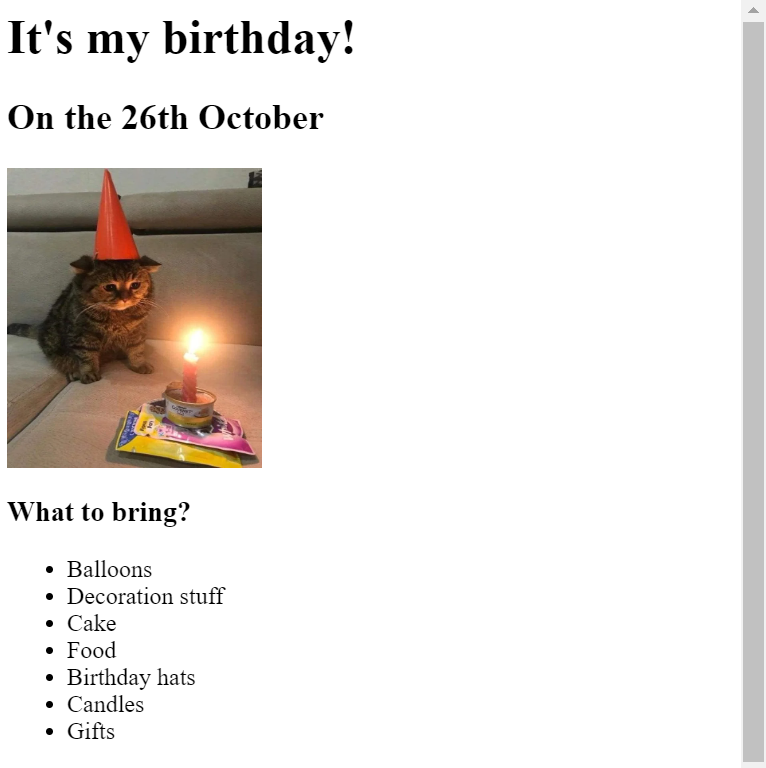 It's my birthday!
On the 26th October
What to bring?
Balloons
Decoration stuff
Cake
Food
Birthday hats
Candles
Gifts